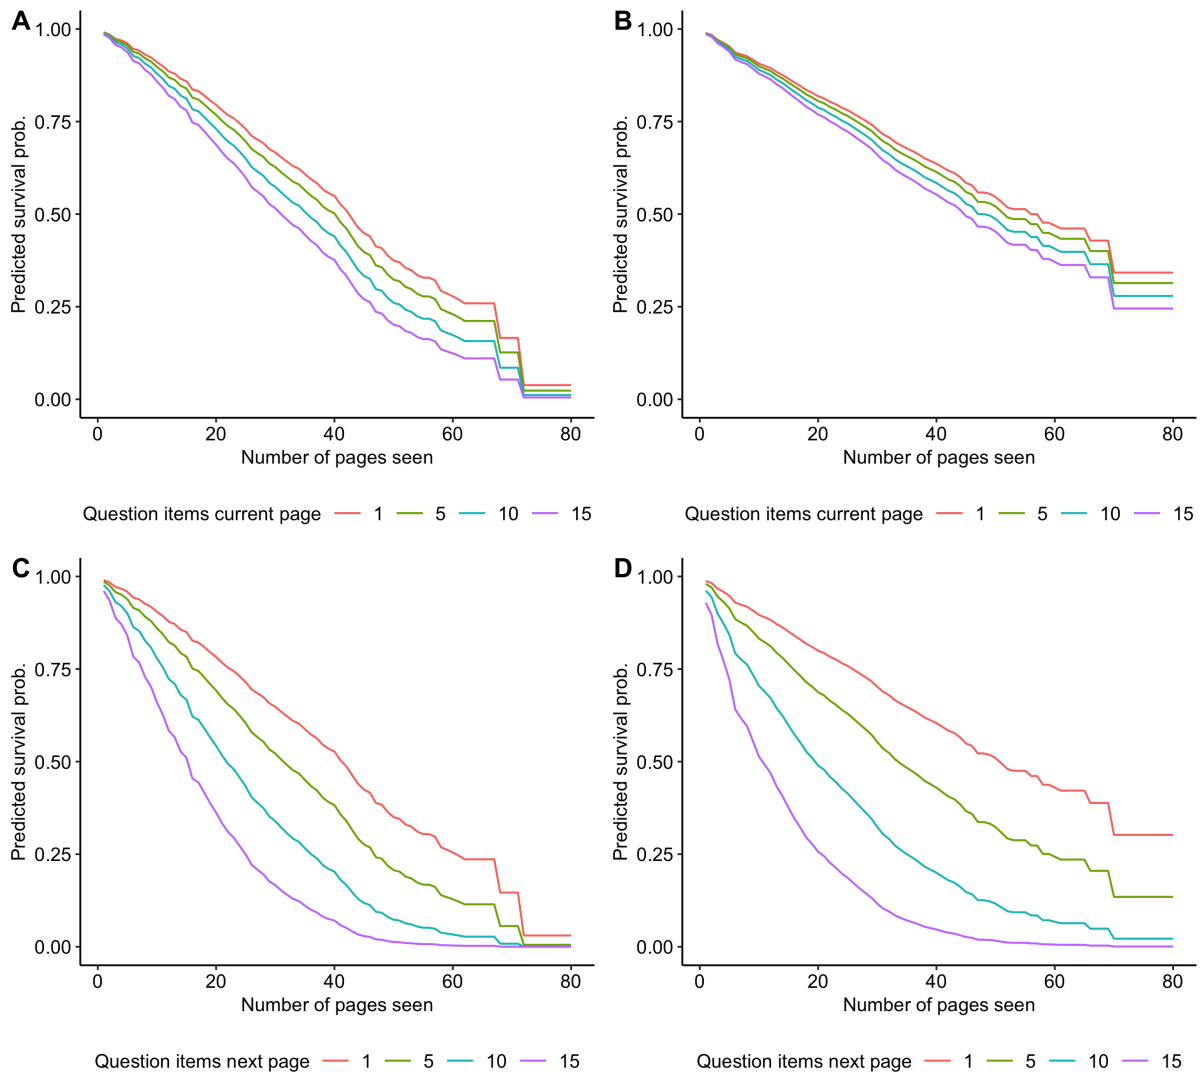 A
Predicted survival prob.
1.00
0.75
0.50
0.25
0.00
0 20 40 60 80
Number of pages seen
Question items current page 1 5 10 15
B
Predicted survival prob.
1.00
0.75
0.50
0.25
0.00
0 20 40 60 80
Number of pages seen
Question items current page 1 5 10 15
C
Predicted survival prob.
1.00
0.75
0.50
0.25
0.00
0 20 40 60 80
Number of pages seen
Question items next page 1 5 10 15
D
Predicted survival prob.
1.00
0.75
0.50
0.25
0.00
0 20 40 60 80
Number of pages seen
Question items next page 1 5 10 15